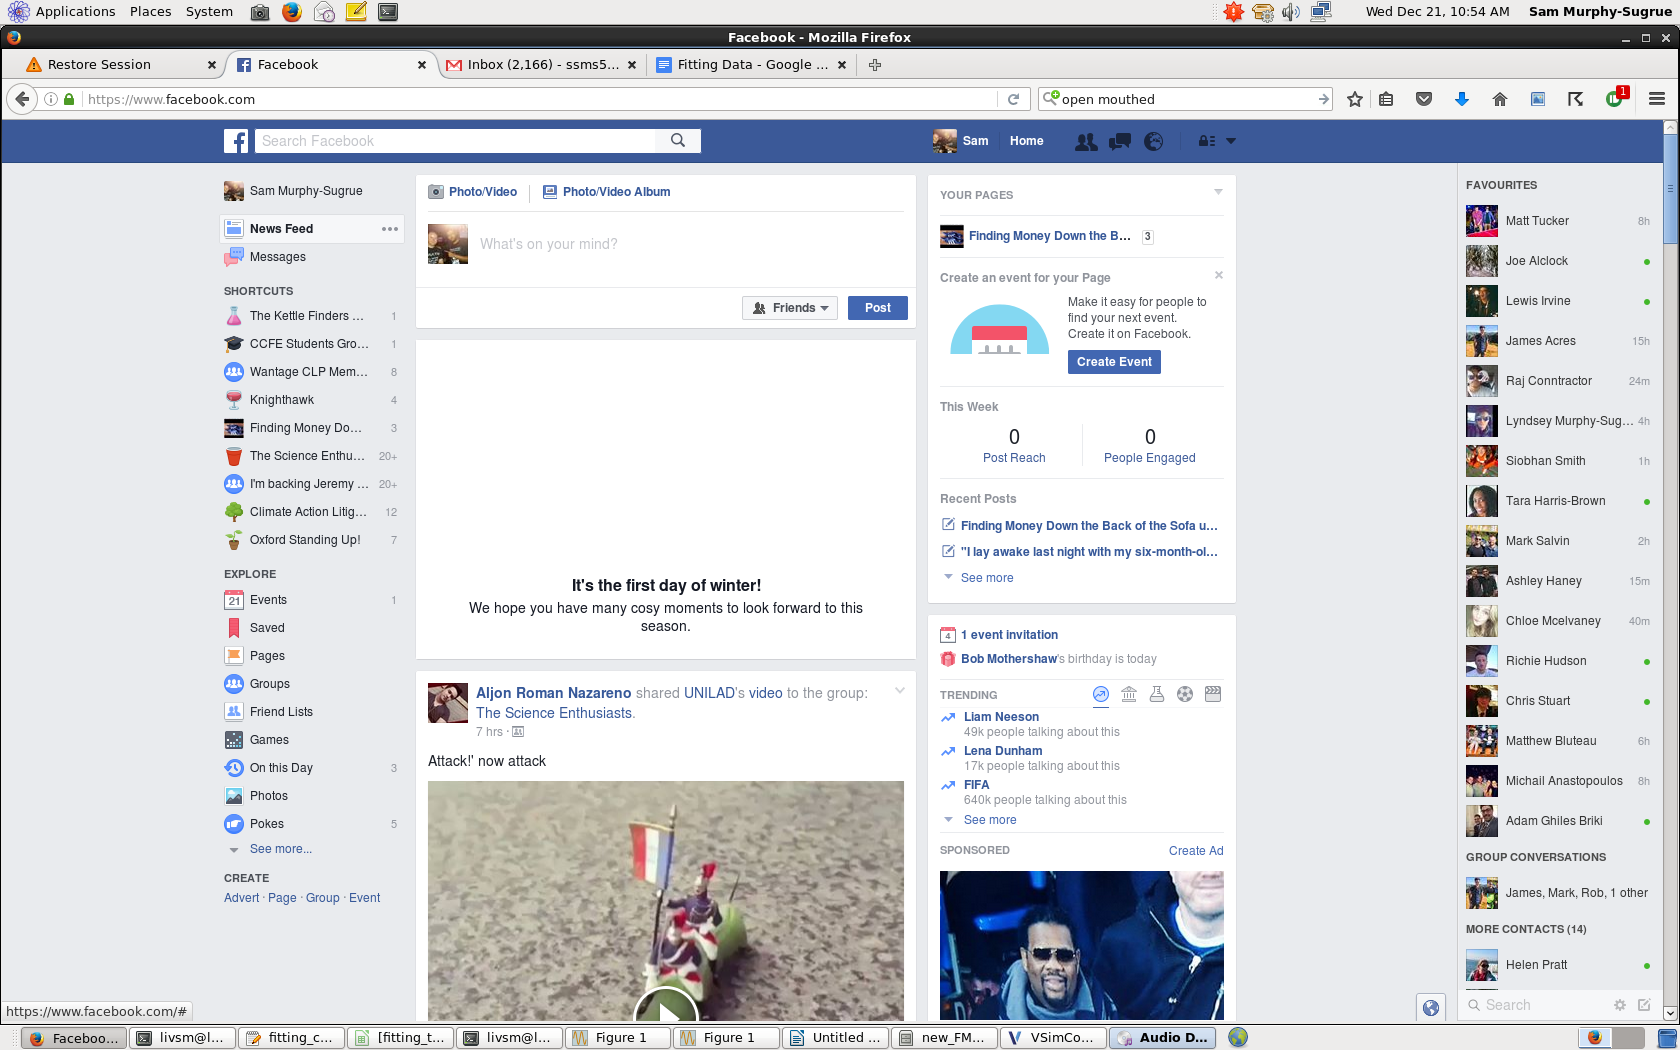 Applications Places System
Wed Dec 21, 10:54 AM Sam Murphy-Sugrue
Facebook - Mozilla Firefox
Restore Session
Facebook
Inbox (2,166) - ssms5...
Fitting Data - Google ...
https://www.facebook.com
open mouthed
1
Search Facebook
Sam
Home
Sam Murphy-Sugrue
News Feed
Messages
SHORTCUTS
The Kettle Finders ... 1
CCFE Students Gro... 1
Wantage CLP Mem... 8
Knighthawk 4
Finding Money Do... 3
The Science Enthu... 20+
I'm backing Jeremy ... 20+
Climate Action Litig... 12
Oxford Standing Up! 7
EXPLORE
21 Events 1
Saved
Pages
Groups
Friend Lists
Games
On this Day 3
Photos
Pokes 5
See more...
CREATE
Advert · Page · Group · Event
Photo/Video
Photo/Video Album
What's on your mind?
Friends
Post
It's the first day of winter!
We hope you have many cosy moments to look forward to this
season.
Aljon Roman Nazareno shared UNILAD's video to the group:
The Science Enthusiasts.
7 hrs ·
Attack!' now attack
YOUR PAGES
Finding Money Down the B... 3
Create an event for your Page
Make it easy for people to
find your next event.
Create it on Facebook.
Create Event
This Week
0
Post Reach
0
People Engaged
Recent Posts
Finding Money Down the Back of the Sofa u...
"I lay awake last night with my six-month-ol...
See more
4 1 event invitation
Bob Mothershaw's birthday is today
TRENDING
Liam Neeson
49k people talking about this
Lena Dunham
17k people talking about this
FIFA
640k people talking about this
See more
SPONSORED
Create Ad
FAVOURITES
Matt Tucker 8h
Joe Alclock
Lewis Irvine
James Acres 15h
Raj Conntractor 24m
Lyndsey Murphy-Sug... 4h
Siobhan Smith 1h
Tara Harris-Brown
Mark Salvin 2h
Ashley Haney 15m
Chloe Mcelvaney 40m
Richie Hudson
Chris Stuart
Matthew Bluteau 6h
Michail Anastopoulos 8h
Adam Ghiles Briki
GROUP CONVERSATIONS
James, Mark, Rob, 1 other
MORE CONTACTS (14)
Helen Pratt
Search
https://www.facebook.com/#
Faceboo...
livsm@l...
fitting_c...
[fitting_t...
livsm@l...
Figure 1
Figure 1
Untitled ...
new_FM...
VSimCo...
Audio D...